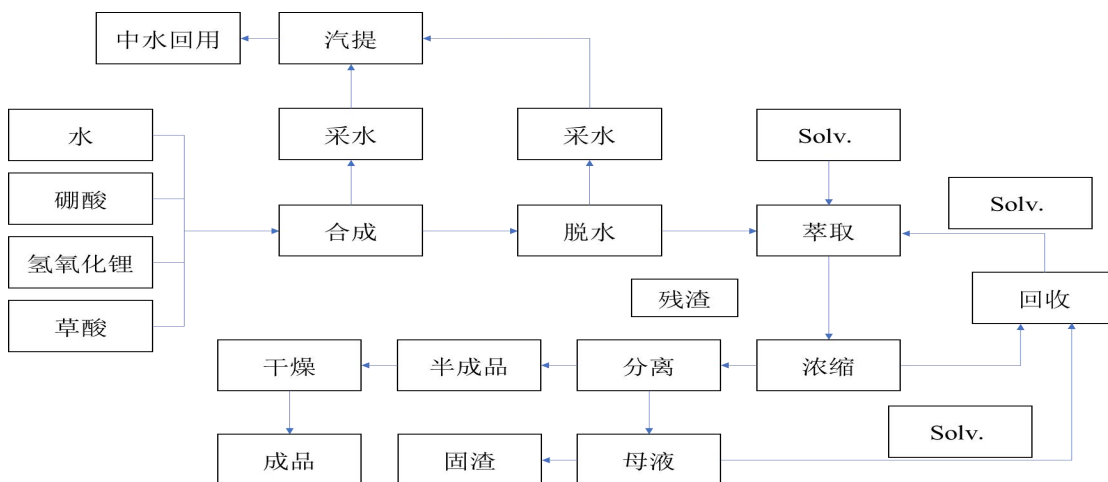 中水回用
汽提
水
采水
采水
Solv.
硼酸
Solv.
合成
脱水
萃取
氢氧化锂
残渣
回收
草酸
干燥
半成品
分离
浓缩
Solv.
成品
固渣
母液